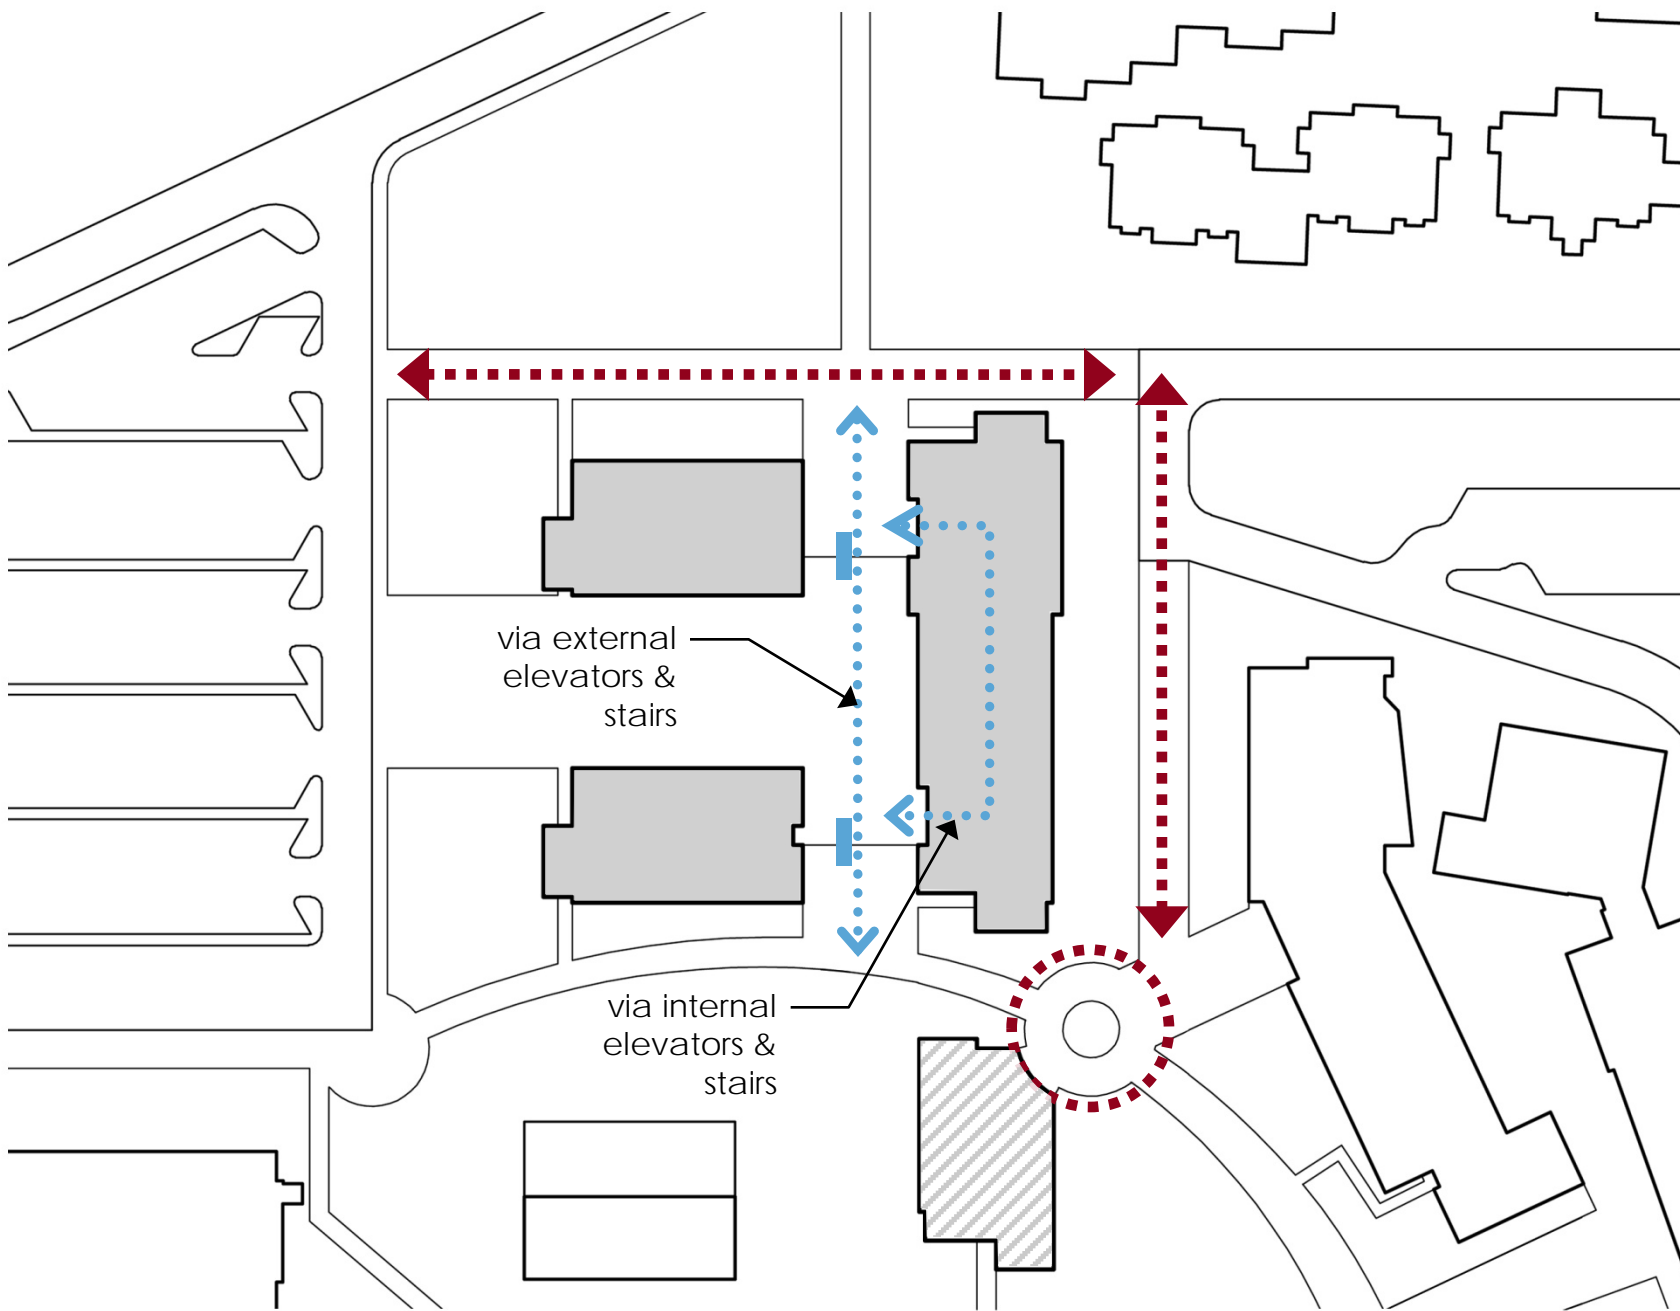 via external
elevators &
stairs
via internal
elevators &
stairs